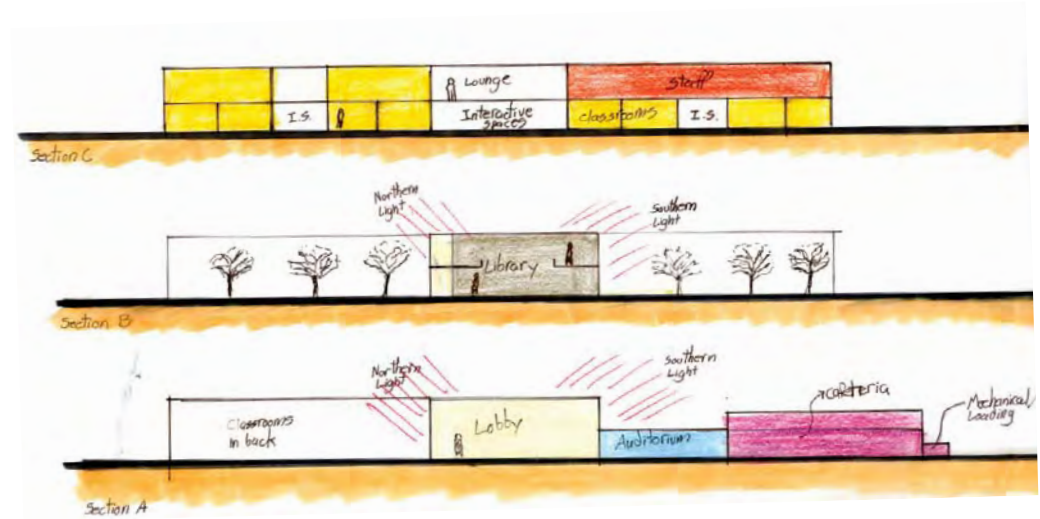 Lounge
Staff
I.S.
Interactive
spaces
classrooms
I.S.
Section C
Northern
Light
Southern
Light
Library
Section B
Northern
Light
Southern
Light
Classrooms
in back
Lobby
Auditorium
cafeteria
Mechanical
Loading
Section A